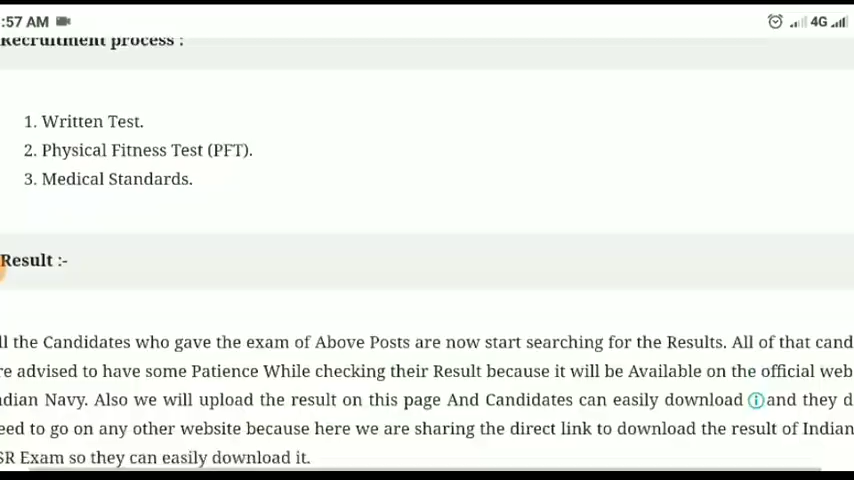 :57 AM 4G
Recruitment process :
1. Written Test.
2. Physical Fitness Test (PFT).
3. Medical Standards.
Result :-
ll the Candidates who gave the exam of Above Posts are now start searching for the Results. All of that cand
re advised to have some Patience While checking their Result because it will be Available on the official web
ndian Navy. Also we will upload the result on this page And Candidates can easily download and they d
eed to go on any other website because here we are sharing the direct link to download the result of Indian
SR Exam so they can easily download it.